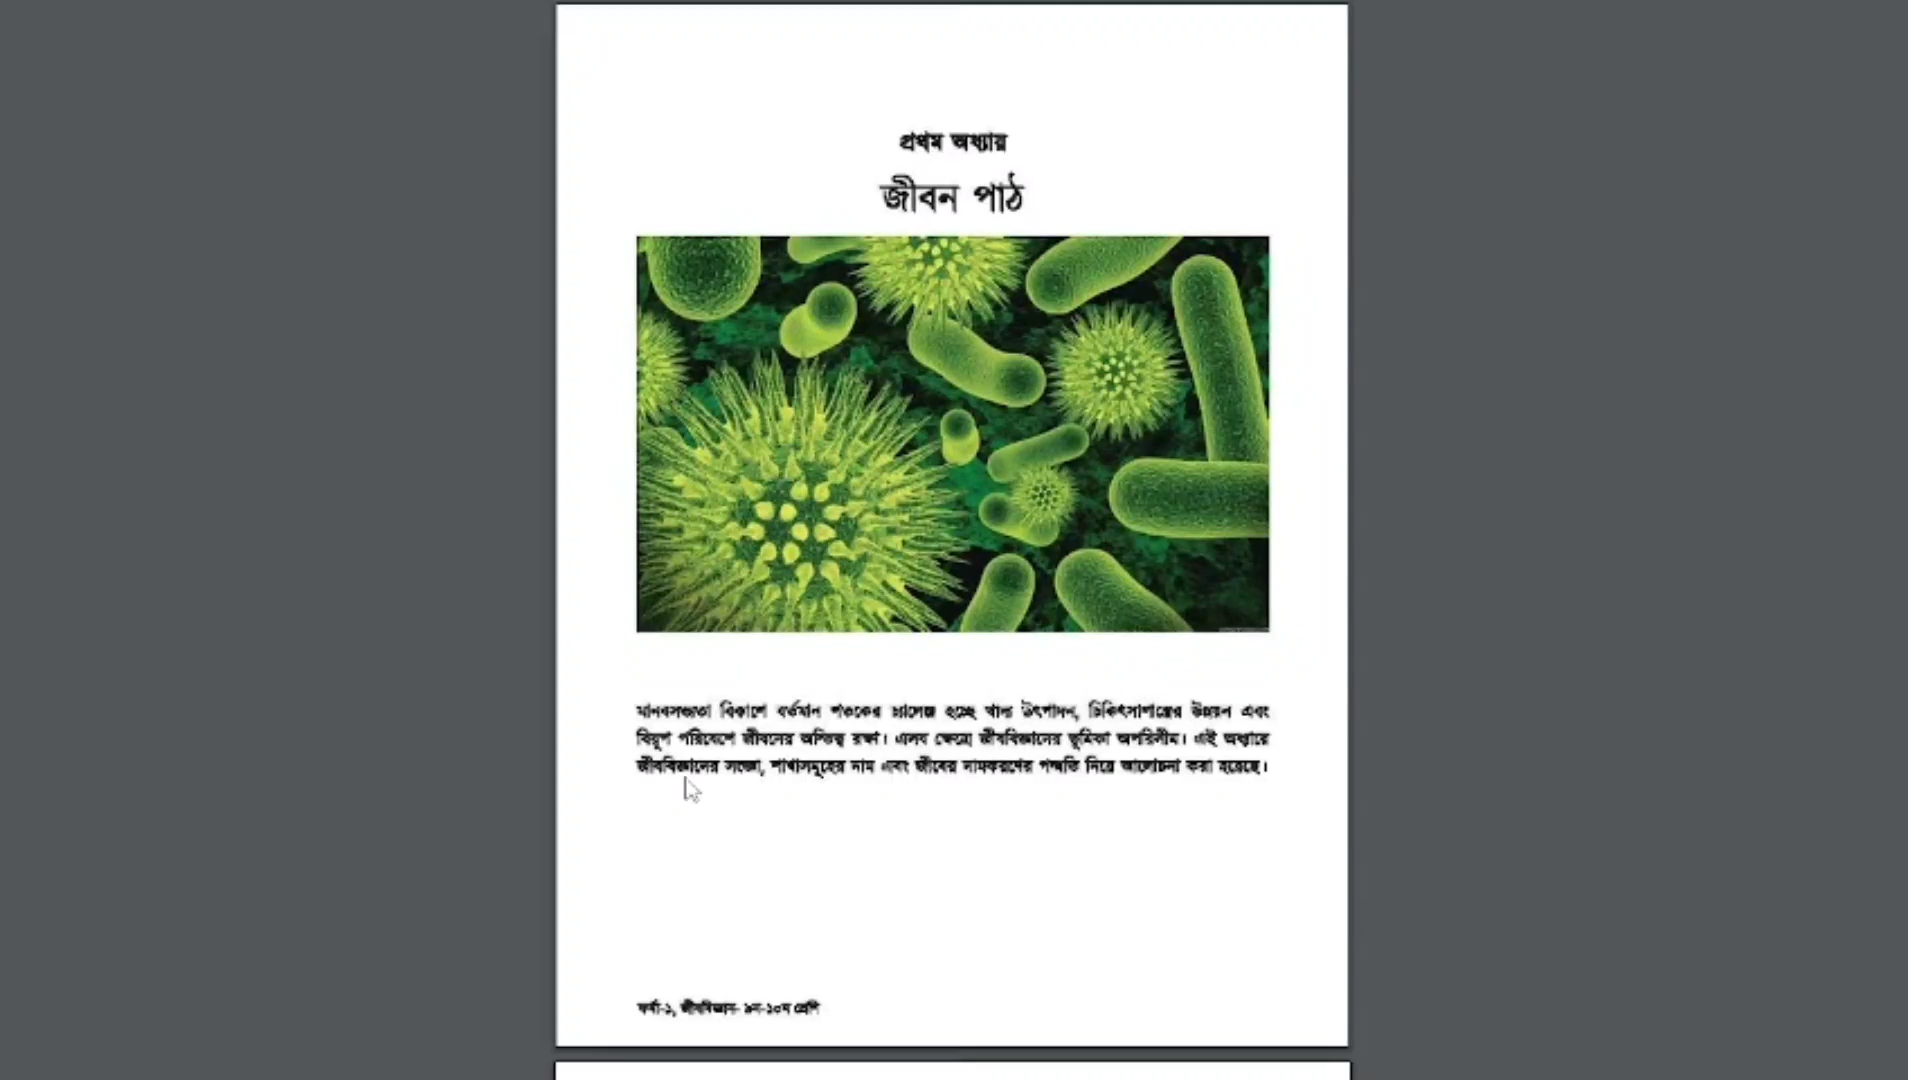 প্রথম অধ্যায়
জীবন পাঠ
মানবসভ্যতা বিকাশে বর্তমান শতকের চ্যালেঞ্জ হচ্ছে খাদ্য উৎপাদন, চিকিৎসাশাস্ত্রের উন্নয়ন এবং
বিরূপ পরিবেশে জীবনের অস্তিত্ব রক্ষা। এসব ক্ষেত্রে জীববিজ্ঞানের ভূমিকা অপরিসীম। এই অধ্যায়ে
জীববিজ্ঞানের সংজ্ঞা, শাখাসমূহের নাম এবং জীবের নামকরণের পদ্ধতি নিয়ে আলোচনা করা হয়েছে।
ফর্মা-১, জীববিজ্ঞান- ৯ম-১০ম শ্রেণি